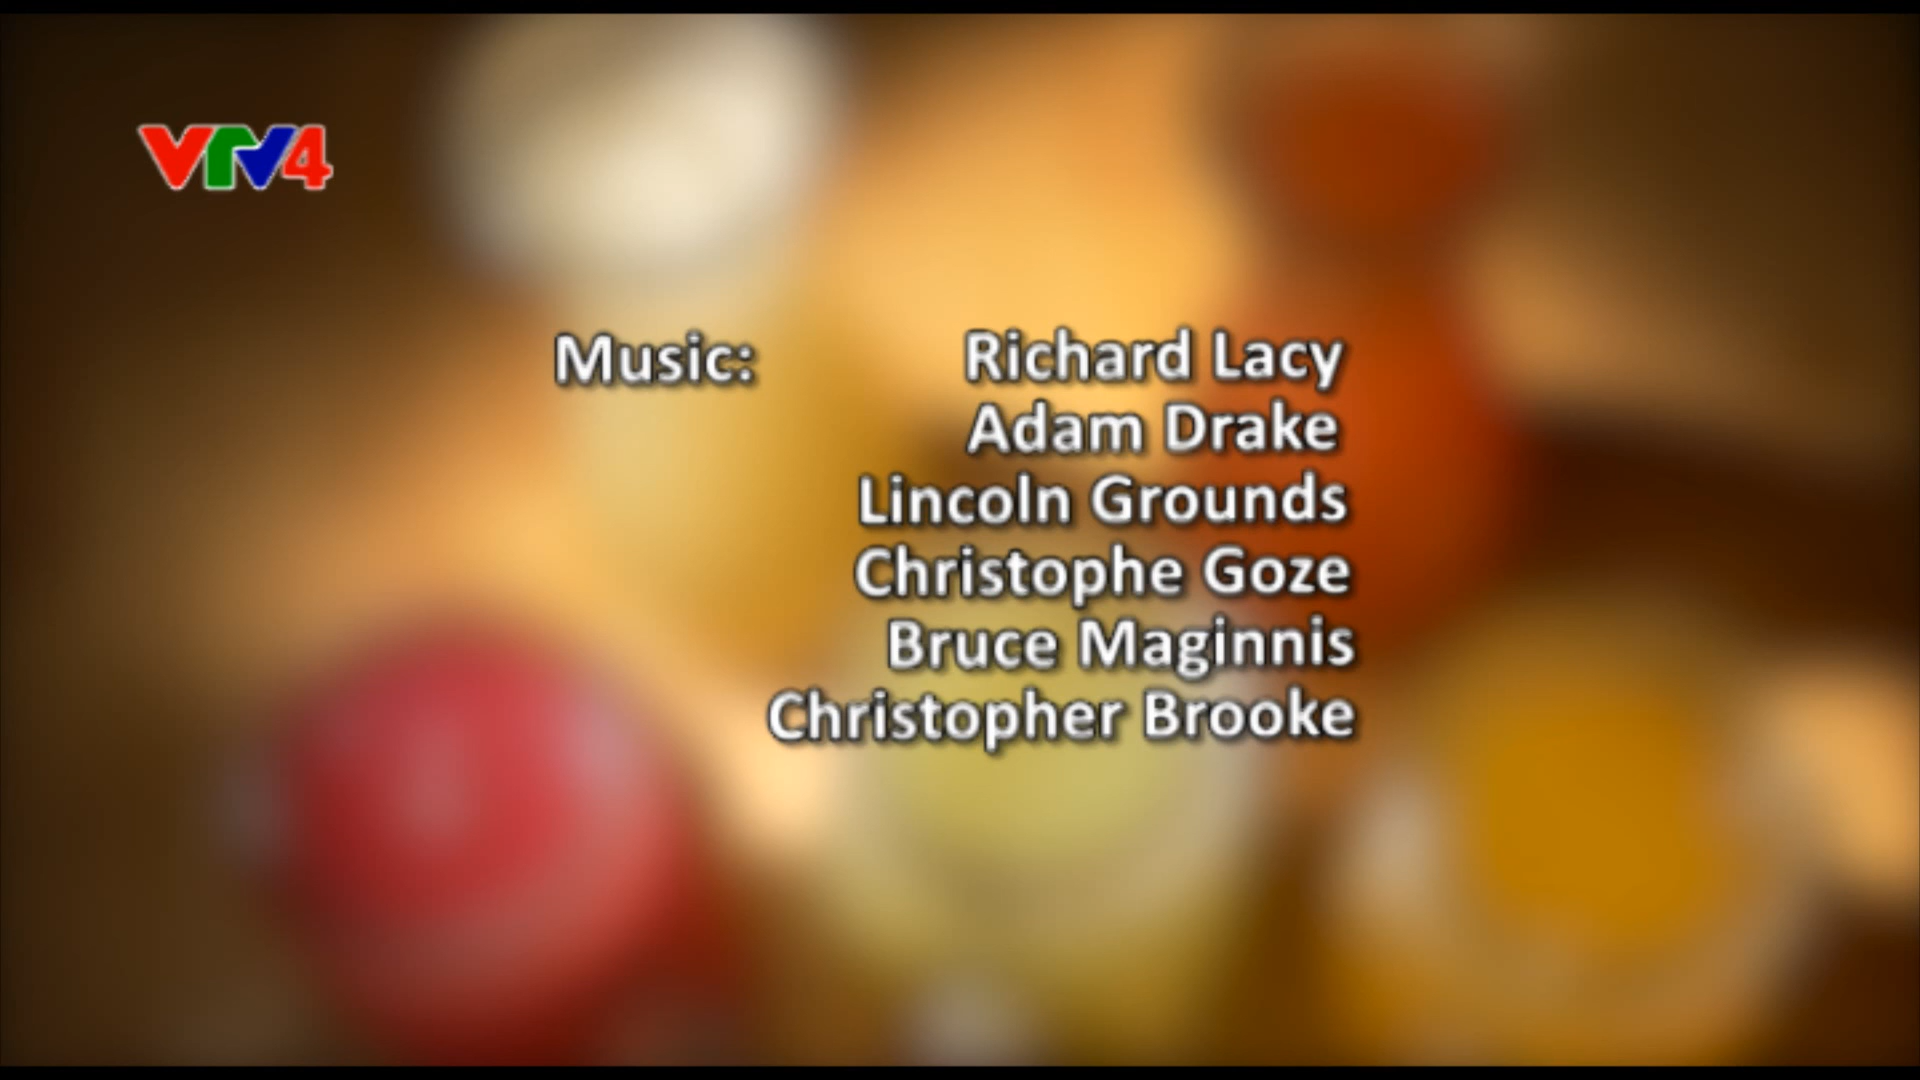 VTV4
Music: Richard Lacy
Adam Drake
Lincoln Grounds
Christophe Goze
Bruce Maginnis
Christopher Brooke